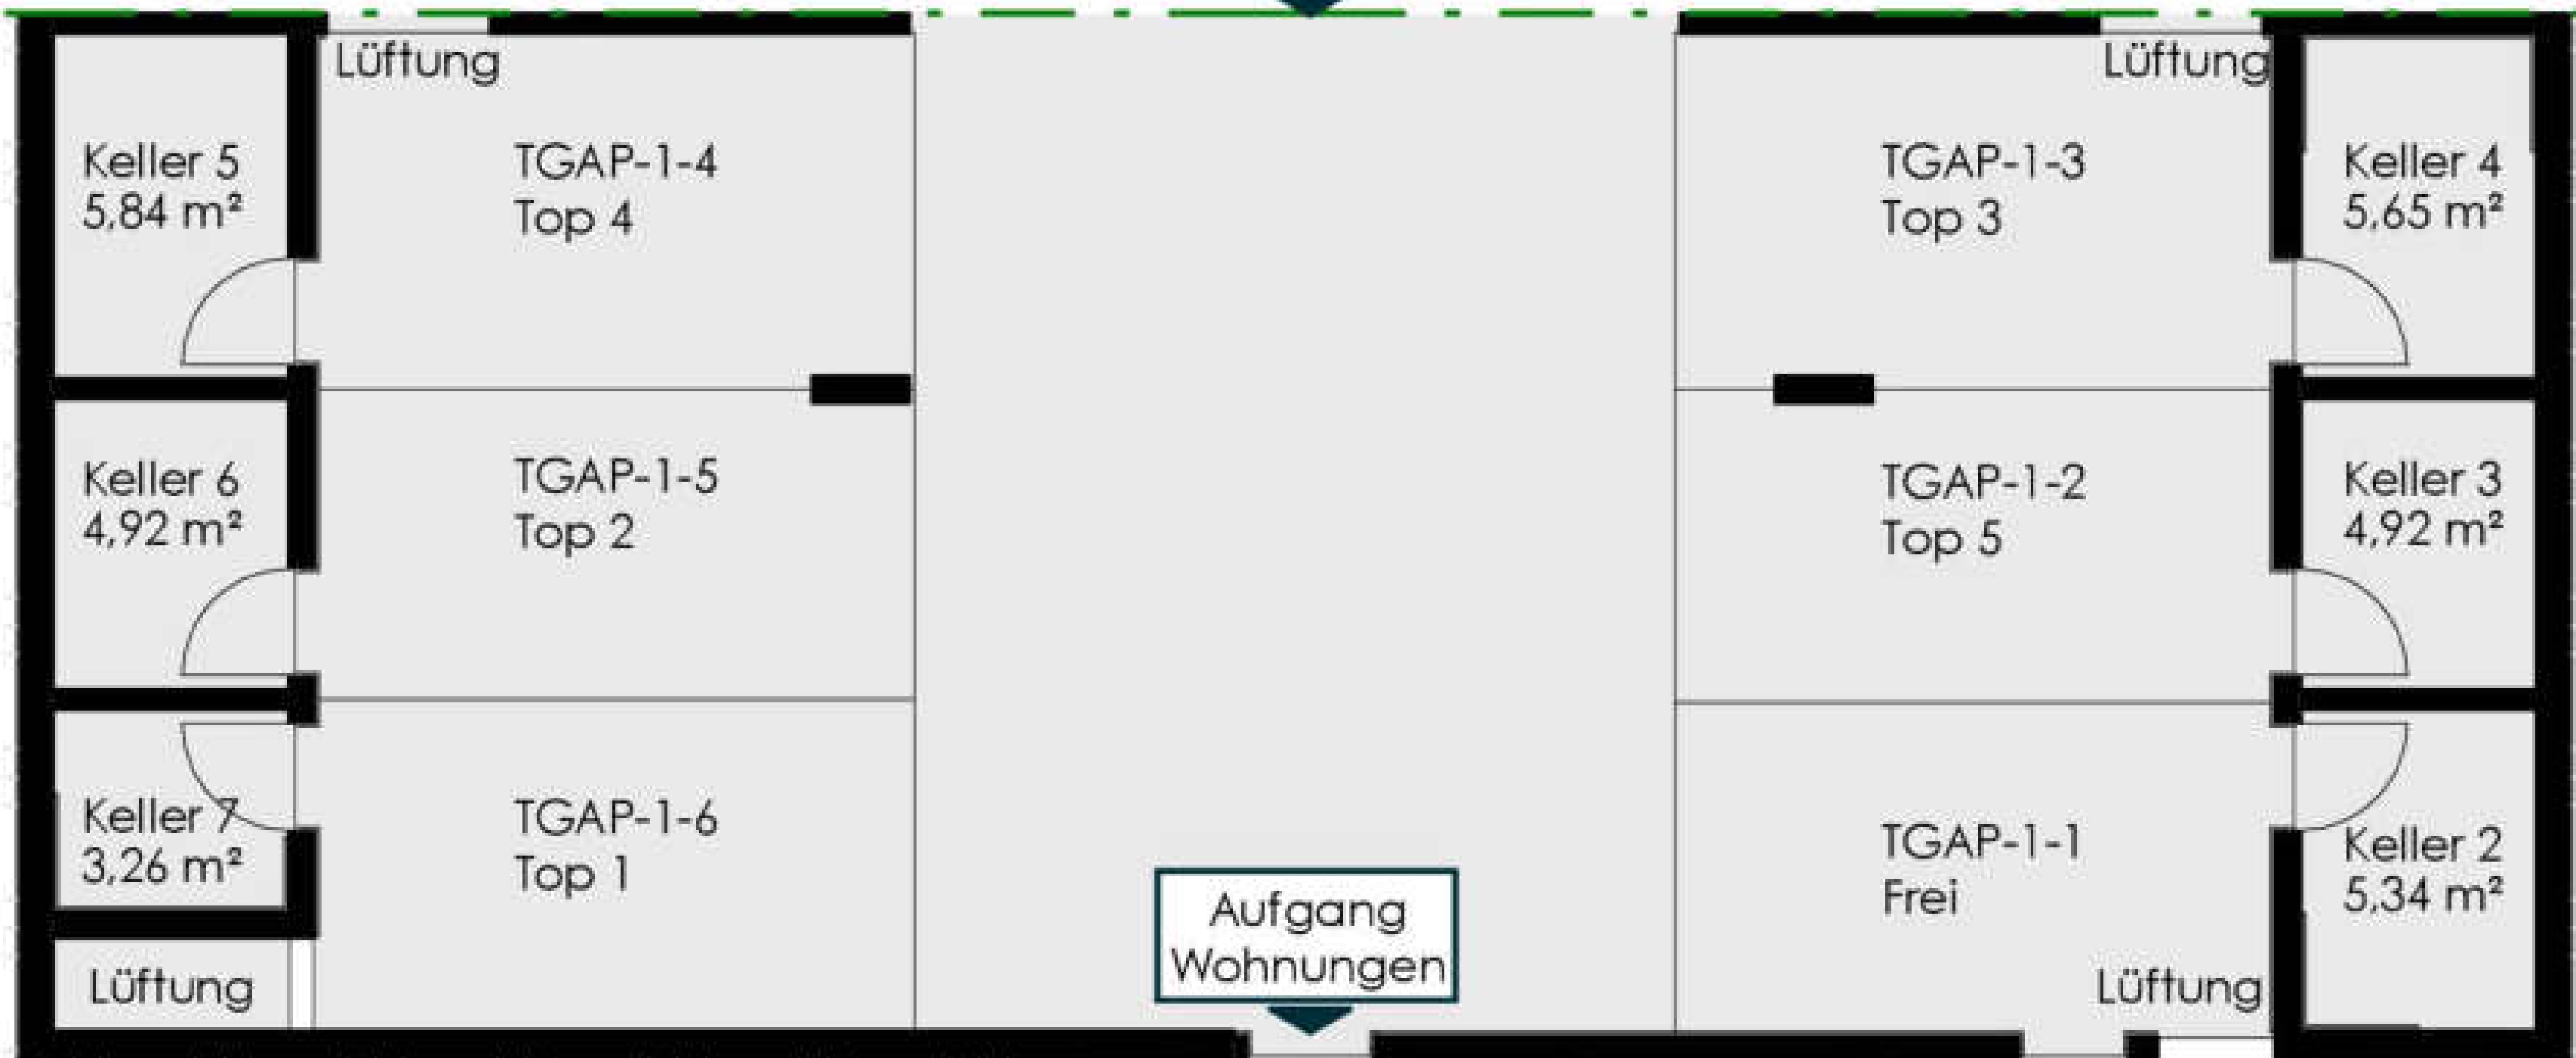 Lüftung
Lüftung
Keller 5
5,84 m²
TGAP-1-4
Top 4
TGAP-1-3
Top 3
Keller 4
5,65 m²
Keller 6
4,92 m²
TGAP-1-5
Top 2
TGAP-1-2
Top 5
Keller 3
4,92 m²
Keller 7
3,26 m²
TGAP-1-6
Top 1
Aufgang
Wohnungen
TGAP-1-1
Frei
Keller 2
5,34 m²
Lüftung
Lüftung